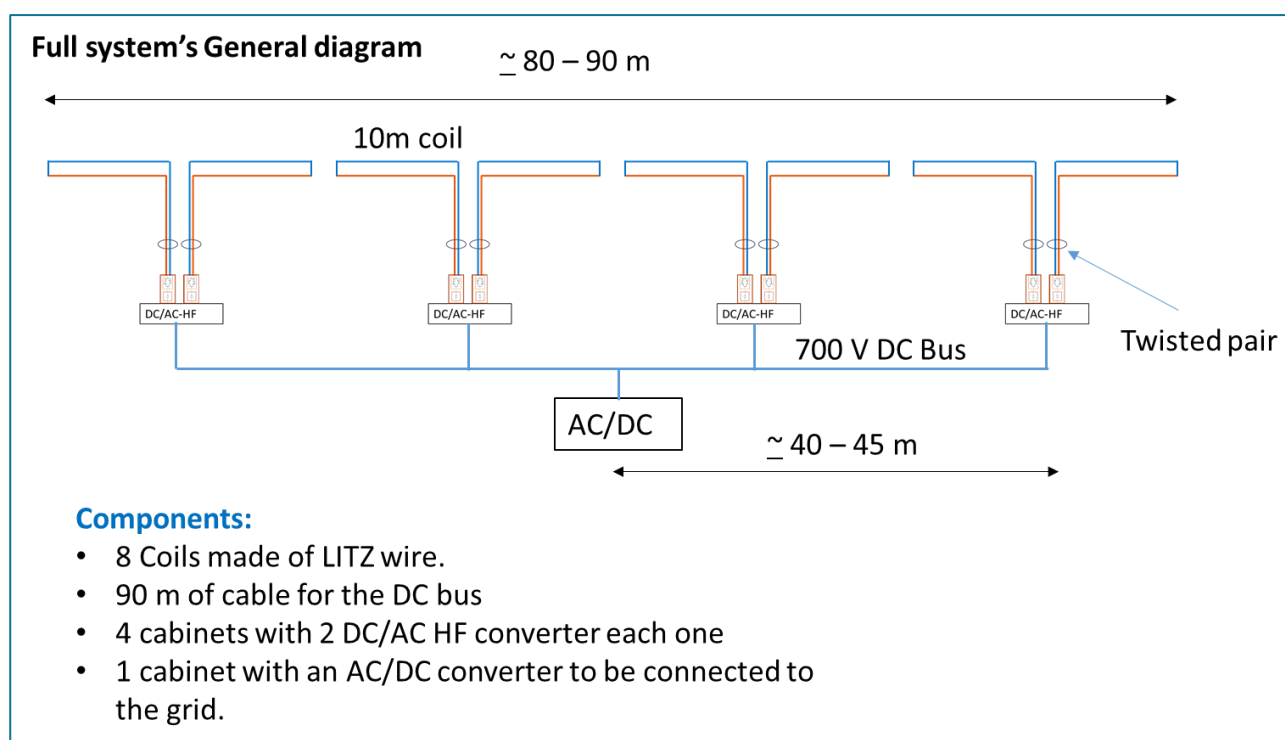 Full system's General diagram
≃ 80 – 90 m
10m coil
DC/AC-HF
DC/AC-HF
DC/AC-HF
DC/AC-HF
700 V DC Bus
Twisted pair
AC/DC
≃ 40 – 45 m
Components:
• 8 Coils made of LITZ wire.
• 90 m of cable for the DC bus
• 4 cabinets with 2 DC/AC HF converter each one
• 1 cabinet with an AC/DC converter to be connected to
the grid.